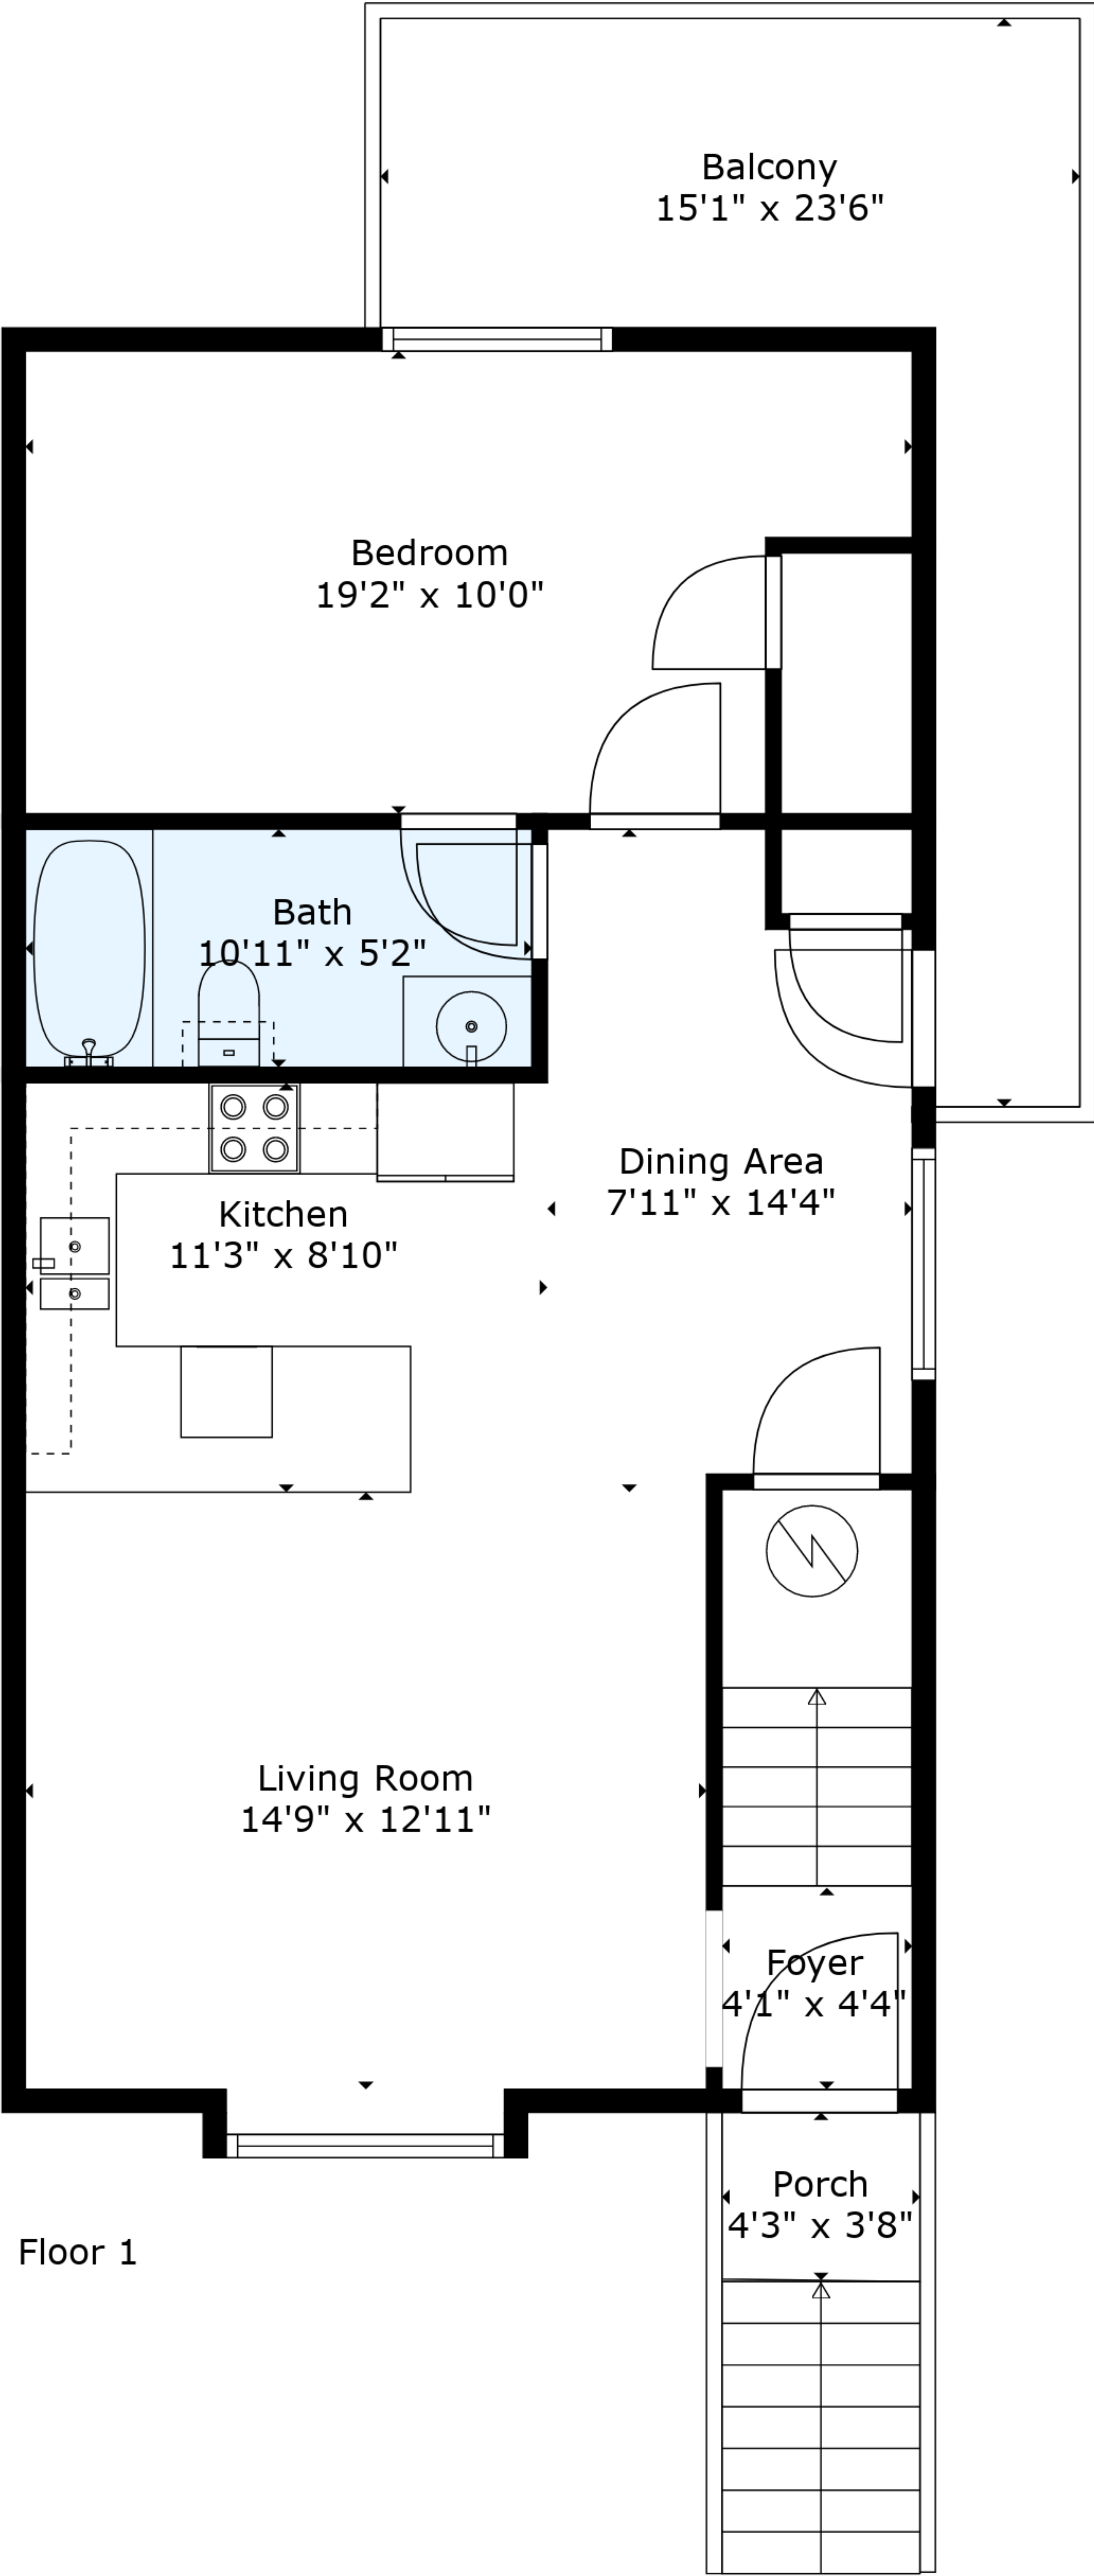 Balcony
15'1" x 23'6"
Bedroom
19'2" x 10'0"
Bath
10'11" x 5'2"
Dining Area
7'11" x 14'4"
Kitchen
11'3" x 8'10"
Living Room
14'9" x 12'11"
Foyer
4'1" x 4'4"
Porch
4'3" x 3'8"
Floor 1